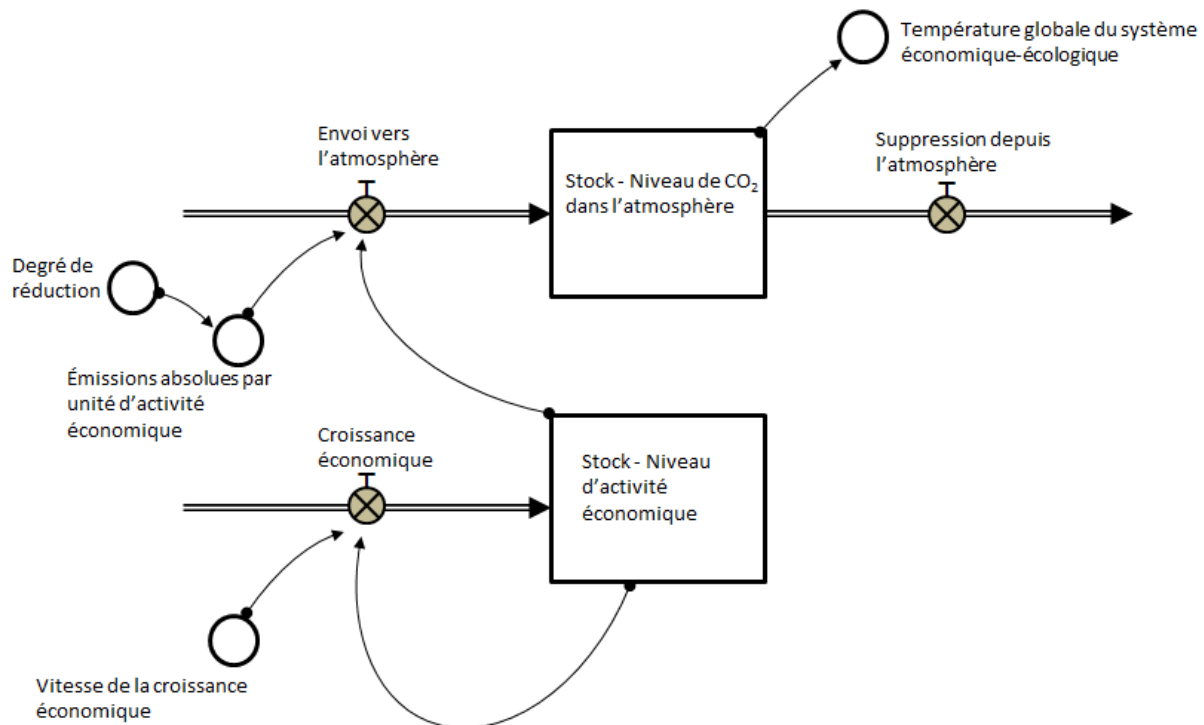 Température globale du système
économique-écologique
Envoi vers
l'atmosphère
Suppression depuis
l'atmosphère
Stock - Niveau de CO₂
dans l'atmosphère
Degré de
réduction
Émissions absolues par
unité d'activité
économique
Croissance
économique
Stock - Niveau
d'activité
économique
Vitesse de la croissance
économique